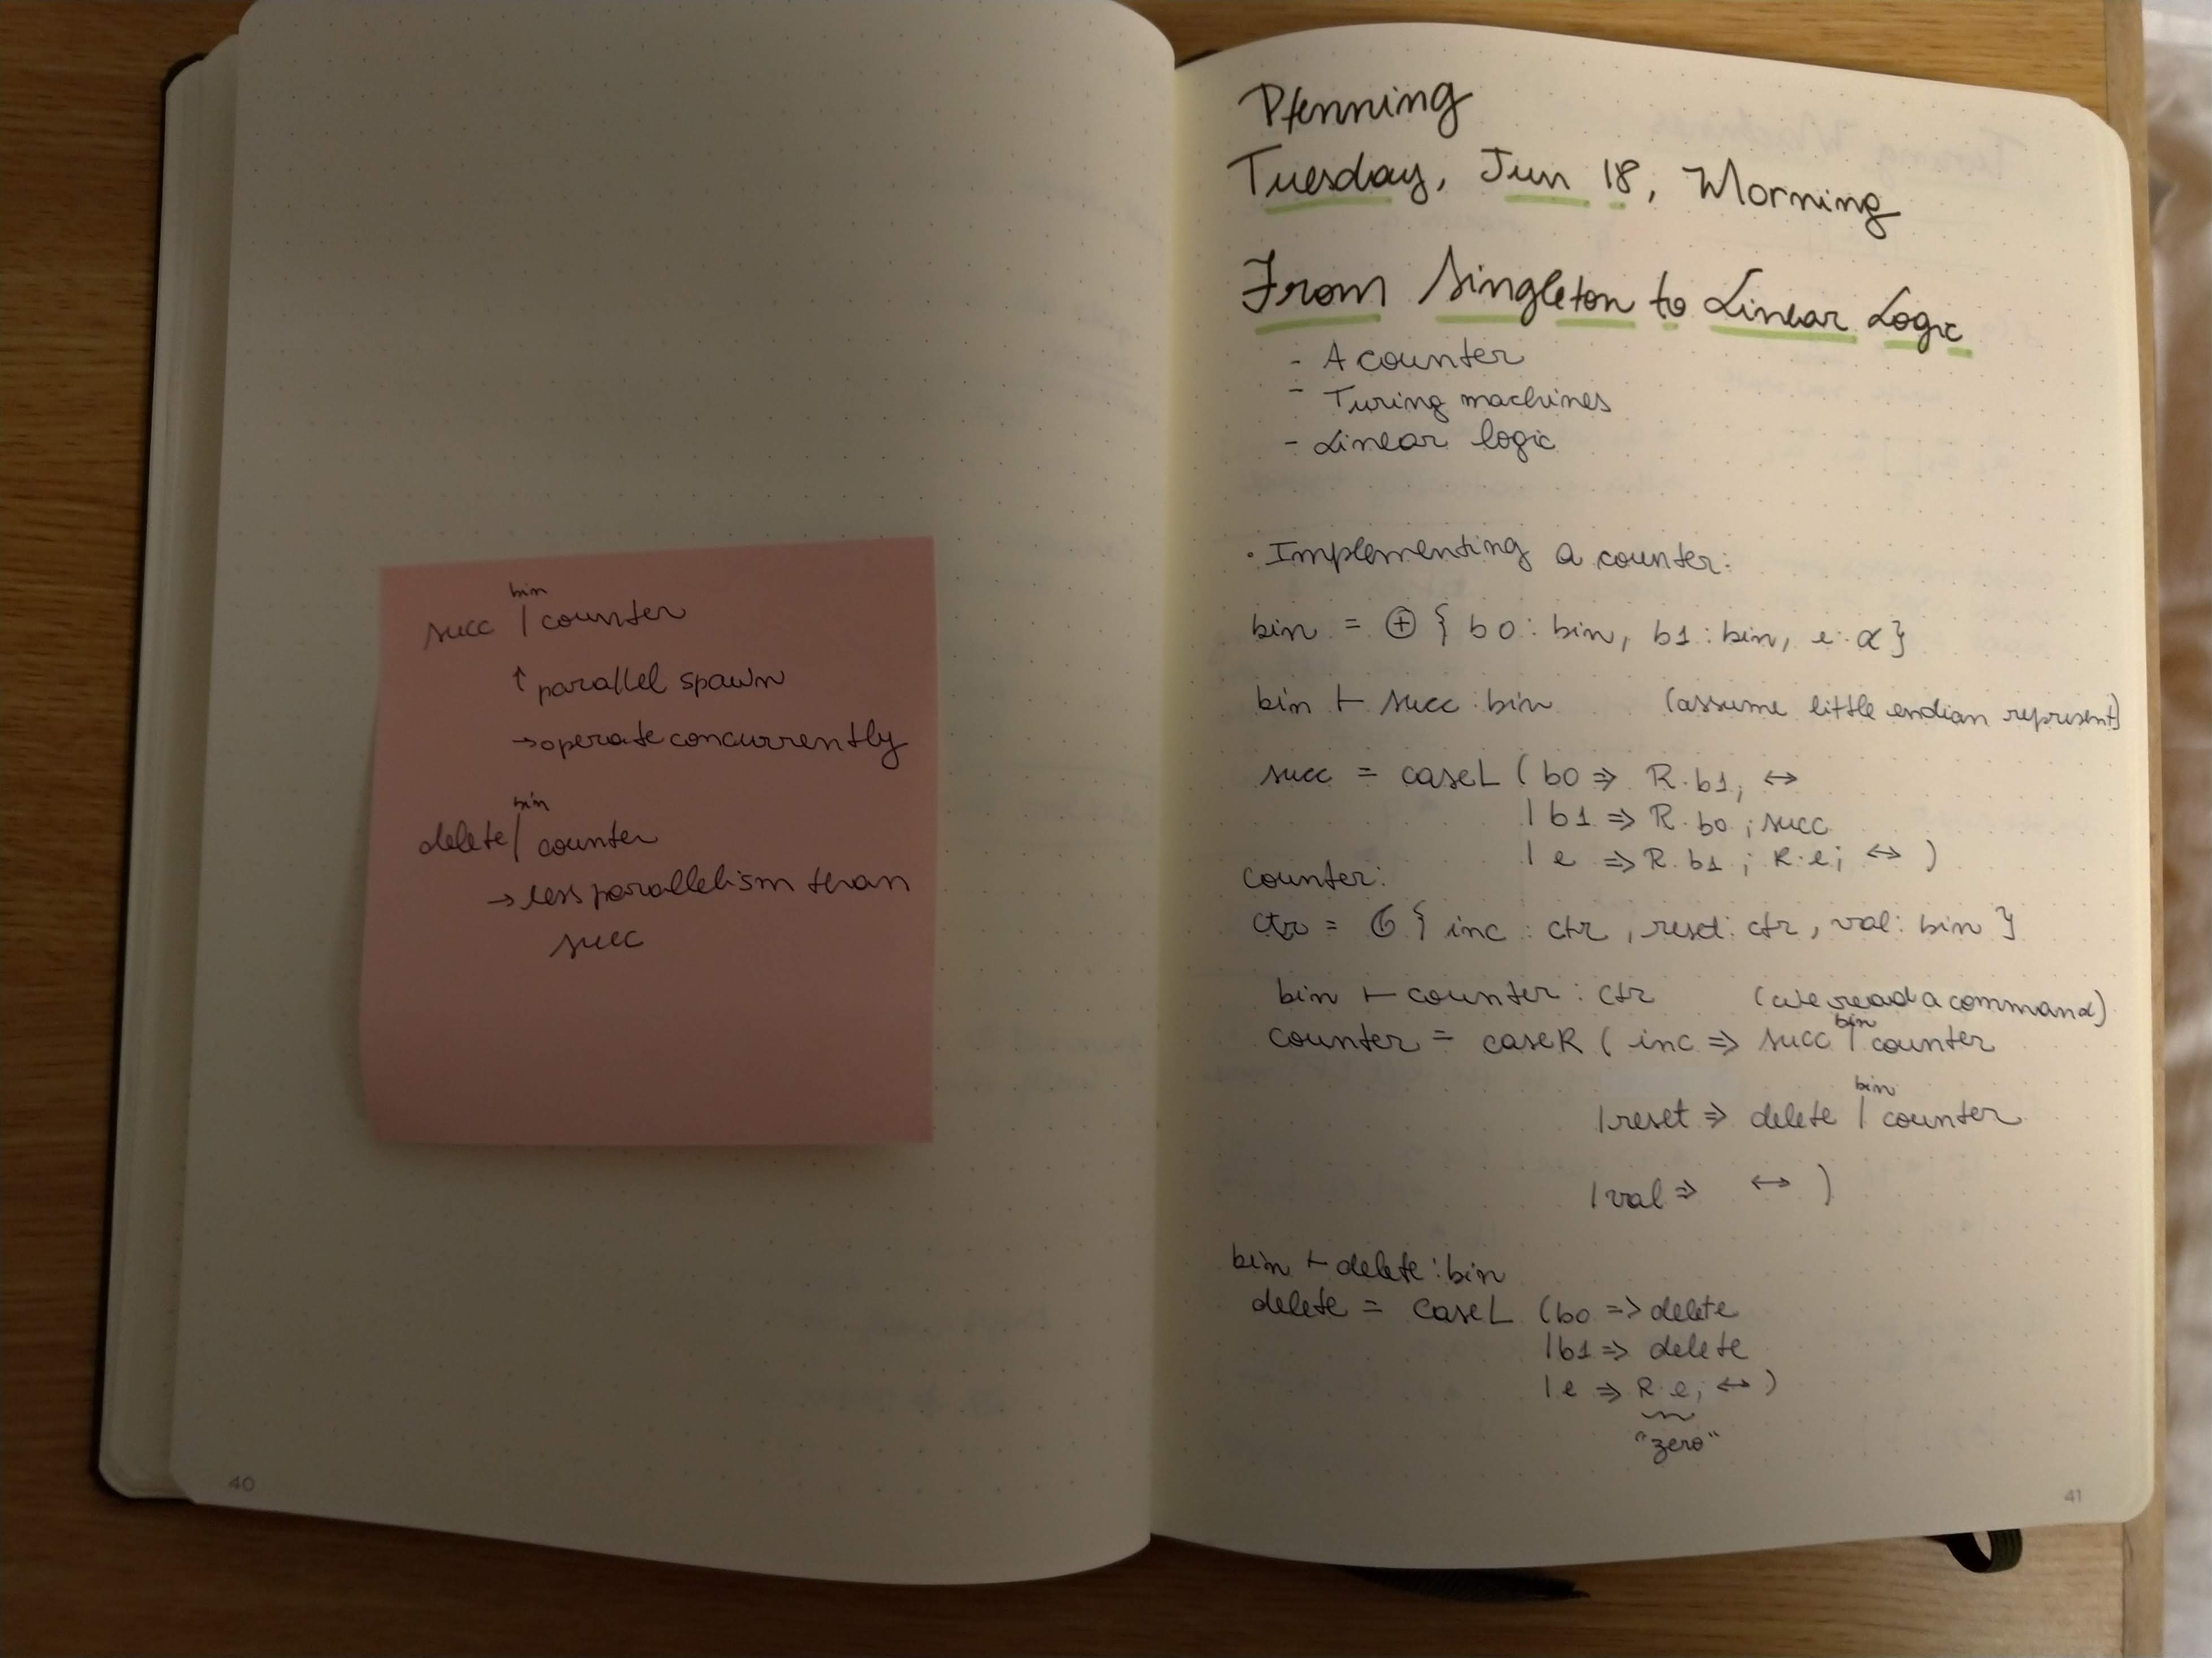 40
succ |bin counter
↑ parallel spawn
→ operate concurrently
delete |bin counter
→ less parallelism than
succ
Pfenning
Tuesday, Jun 18, Morning
From Singleton to Linear Logic
- A counter
- Turing machines
- Linear logic
· Implementing a counter:
bin = ⊕ { b0 : bin, b1 : bin, e : α }
bin ⊢ succ : bin (assume little endian represent)
succ = caseL ( b0 ⇒ R.b1; ↔
| b1 ⇒ R.b0; succ
| e ⇒ R.b1; R.e; ↔ )
counter:
ctr = & { inc : ctr, reset : ctr, val : bin }
bin ⊢ counter : ctr (we read a command)
counter = caseR ( inc ⇒ succ |bin counter
| reset ⇒ delete |bin counter
| val ⇒ ↔ )
bin ⊢ delete : bin
delete = caseL (b0 ⇒ delete
| b1 ⇒ delete
| e ⇒ R.e; ↔ )
"zero"
41